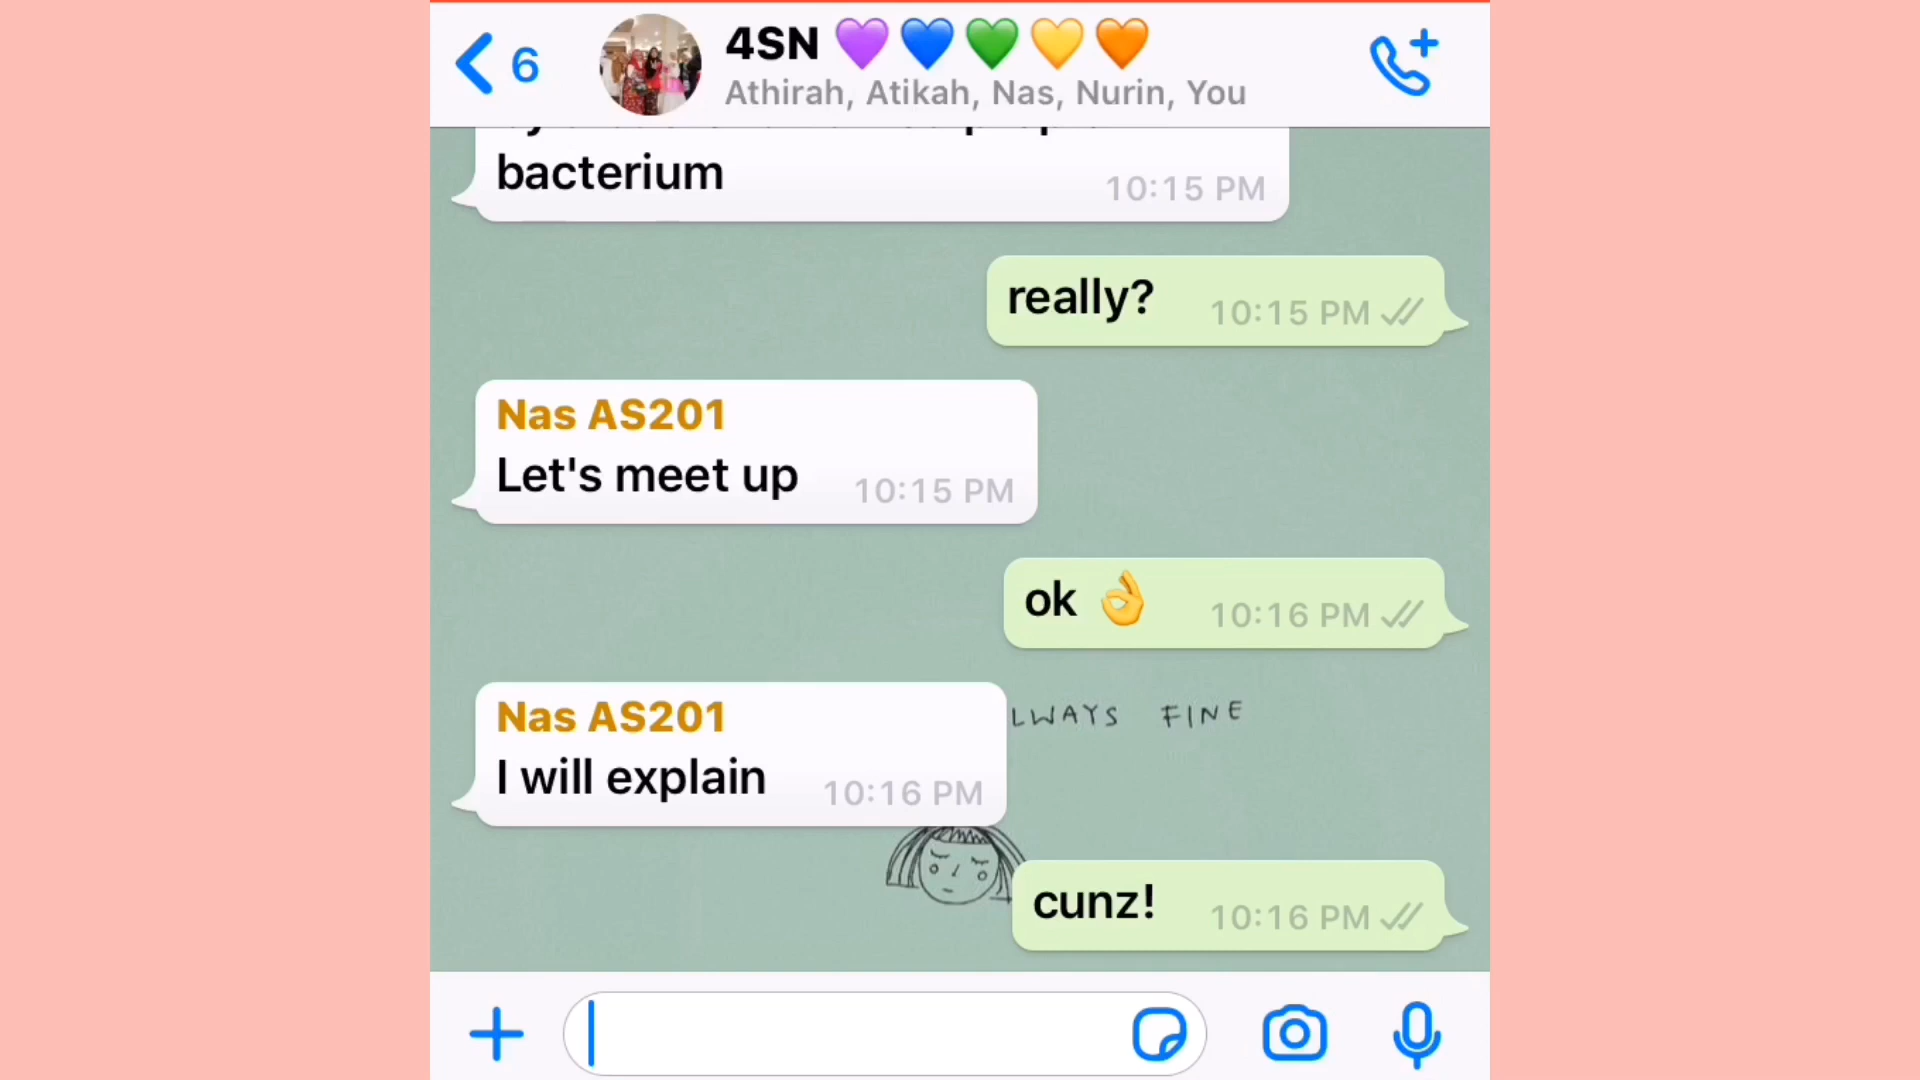 6
4SN 💜💙💚💛🧡
Athirah, Atikah, Nas, Nurin, You
bacterium
10:15 PM
really? 10:15 PM
Nas AS201
Let's meet up 10:15 PM
ok 👌 10:16 PM
LWAYS FINE
Nas AS201
I will explain 10:16 PM
cunz! 10:16 PM